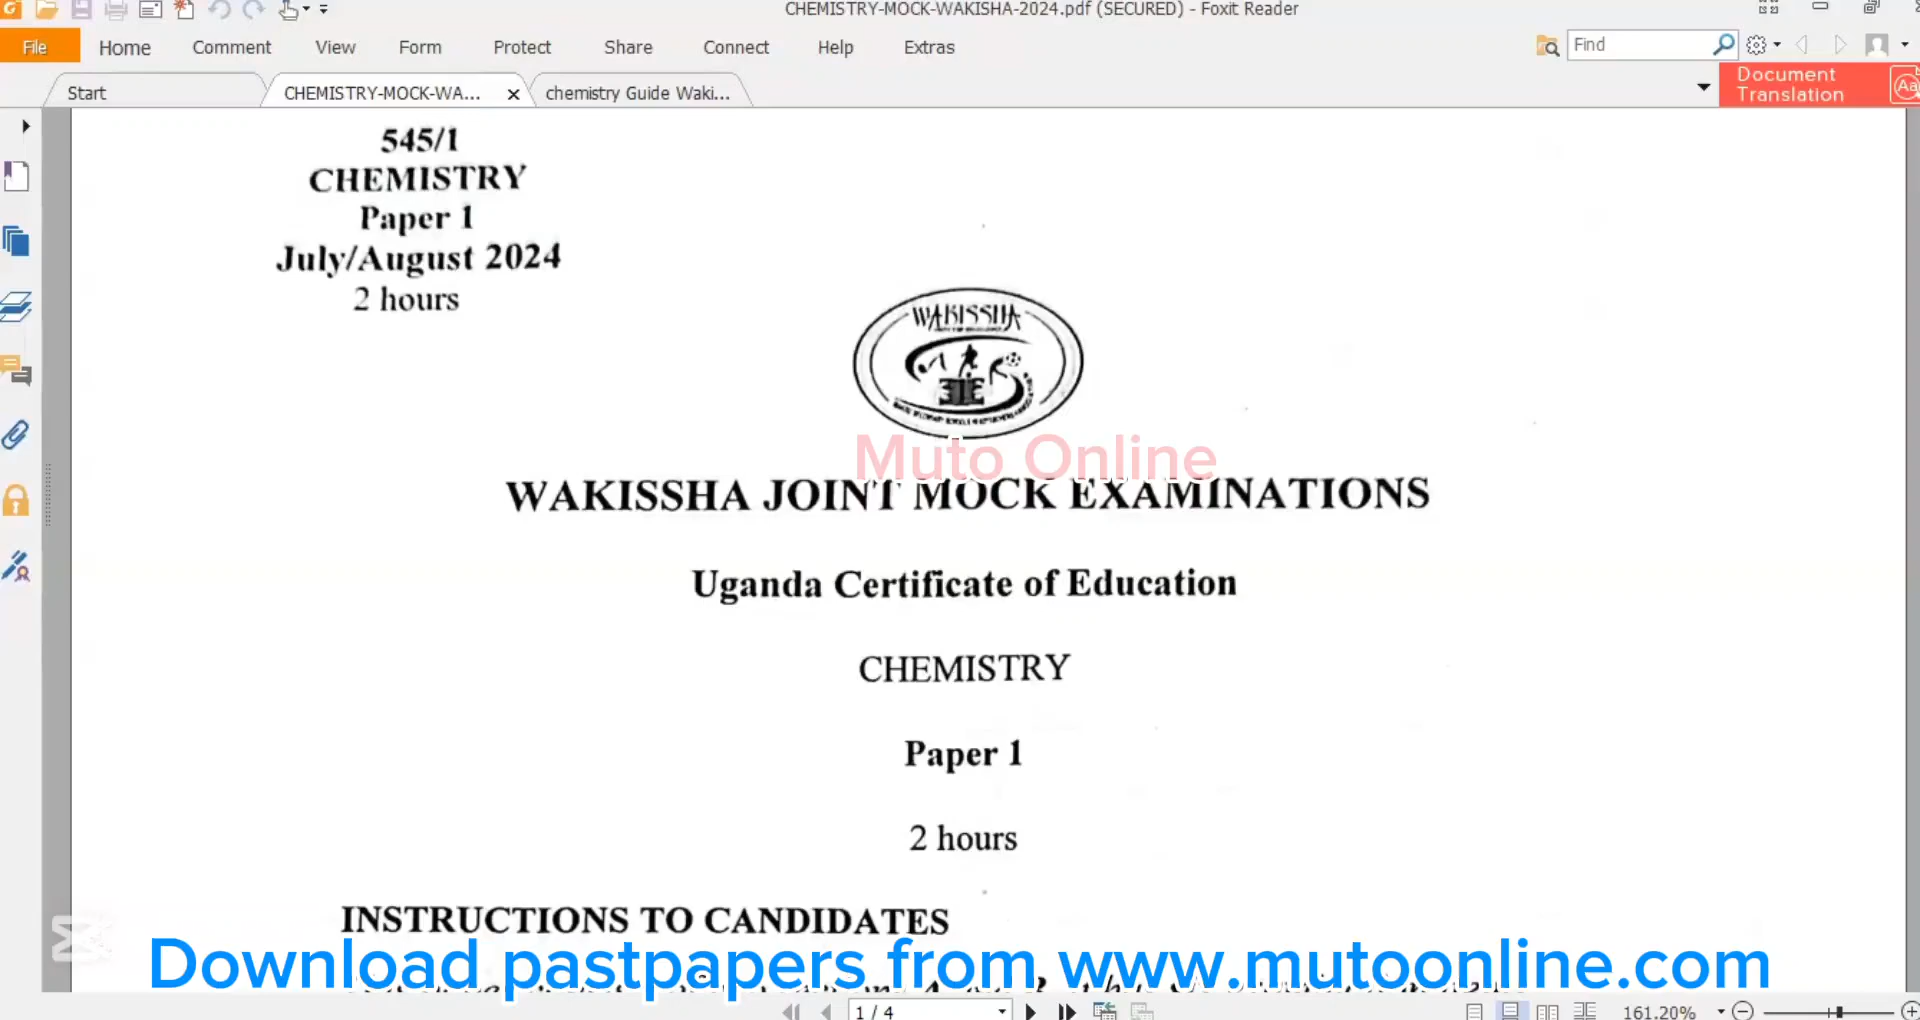 CHEMISTRY-MOCK-WAKISHA-2024.pdf (SECURED) - Foxit Reader
File Home Comment View Form Protect Share Connect Help Extras
Find
Start
CHEMISTRY-MOCK-WA...
chemistry Guide Waki...
Document
Translation
545/1
CHEMISTRY
Paper 1
July/August 2024
2 hours
WAKISSHA
Muto Online
WAKISSHA JOINT MOCK EXAMINATIONS
Uganda Certificate of Education
CHEMISTRY
Paper 1
2 hours
INSTRUCTIONS TO CANDIDATES
Download pastpapers from www.mutoonline.com
1 / 4
161.20%